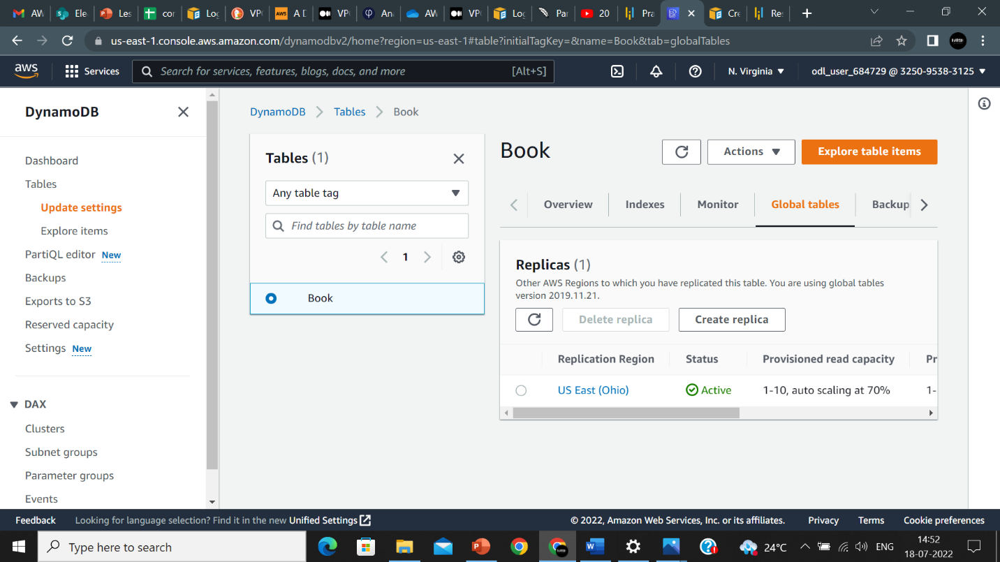 AW
Ele
Les
cor
Log
VP
A D
VP
An
AW
VP
Log
Par
20
Pra
Cre
Re
us-east-1.console.aws.amazon.com/dynamodbv2/home?region=us-east-1#table?initialTagKey=&name=Book&tab=globalTables
aws Services Search for services, features, blogs, docs, and more [Alt+S] N. Virginia odl_user_684729 @ 3250-9538-3125
DynamoDB
Dashboard
Tables
Update settings
Explore items
PartiQL editor New
Backups
Exports to S3
Reserved capacity
Settings New
DAX
Clusters
Subnet groups
Parameter groups
Events
DynamoDB Tables Book
Tables (1)
Any table tag
Find tables by table name
1
Book
Book
Actions
Explore table items
Overview Indexes Monitor Global tables Backup
Replicas (1)
Other AWS Regions to which you have replicated this table. You are using global tables
version 2019.11.21.
Delete replica Create replica
Replication Region Status Provisioned read capacity Pr
US East (Ohio) Active 1-10, auto scaling at 70% 1-
Feedback Looking for language selection? Find it in the new Unified Settings © 2022, Amazon Web Services, Inc. or its affiliates. Privacy Terms Cookie preferences
Type here to search
24°C ENG
14:52
18-07-2022